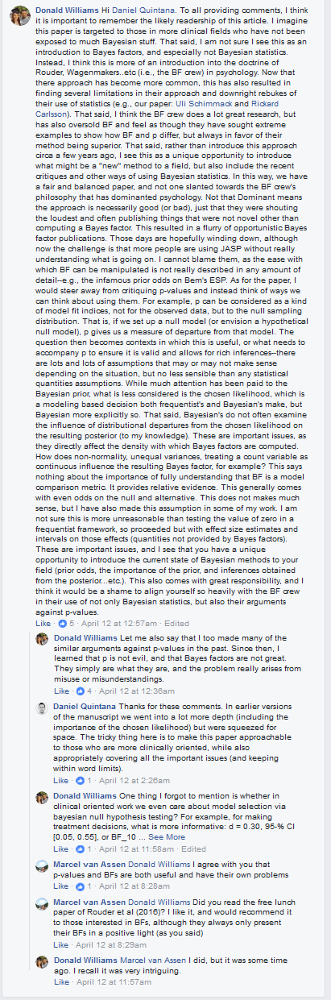 Donald Williams Hi Daniel Quintana. To all providing comments, I think
it is important to remember the likely readership of this article. I imagine
this paper is targeted to those in more clinical fields who have not been
exposed to much Bayesian stuff. That said, I am not sure I see this as an
introduction to Bayes factors, and especially not Bayesian statistics.
Instead, I think this is more of an introduction into the doctrine of
Rouder, Wagenmakers..etc (i.e., the BF crew) in psychology. Now that
there approach has become more common, this has also resulted in
finding several limitations in their approach and downright rebukes of
their use of statistics (e.g., our paper: Uli Schimmack and Rickard
Carlsson). That said, I think the BF crew does a lot great research, but
has also oversold BF and feel as though they have sought extreme
examples to show how BF and p differ, but always in favor of their
method being superior. That said, rather than introduce this approach
circa a few years ago, I see this as a unique opportunity to introduce
what might be a "new" method to a field, but also include the recent
critiques and other ways of using Bayesian statistics. In this way, we have
a fair and balanced paper, and not one slanted towards the BF crew's
philosophy that has dominanted psychology. Not that Dominant means
the approach is necessarily good (or bad), just that they were shouting
the loudest and often publishing things that were not novel other than
computing a Bayes factor. This resulted in a flurry of opportunistic Bayes
factor publications. Those days are hopefully winding down, although
now the challenge is that more people are using JASP without really
understanding what is going on. I cannot blame them, as the ease with
which BF can be manipulated is not really described in any amount of
detail--e.g., the infamous prior odds on Bem's ESP. As for the paper, I
would steer away from critiquing p-values and instead think of ways we
can think about using them. For example, p can be considered as a kind
of model fit indices, not for the observed data, but to the null sampling
distribution. That is, if we set up a null model (or envision a hypothetical
null model), p gives us a measure of departure from that model. The
question then becomes contexts in which this is useful, or what needs to
accompany p to ensure it is valid and allows for rich inferences--there
are lots and lots of assumptions that may or may not make sense
depending on the situation, but no less sensible than any statistical
quantities assumptions. While much attention has been paid to the
Bayesian prior, what is less considered is the chosen likelihood, which is
a modeling based decision both frequentist's and Bayesian's make, but
Bayesian more explicitly so. That said, Bayesian's do not often examine
the influence of distributional departures from the chosen likelihood on
the resulting posterior (to my knowledge). These are important issues, as
they directly affect the density with which Bayes factors are computed.
How does non-normality, unequal variances, treating a count variable as
continuous influence the resulting Bayes factor, for example? This says
nothing about the importance of fully understanding that BF is a model
comparison metric. It provides relative evidence. This generally comes
with even odds on the null and alternative. This does not makes much
sense, but I have also made this assumption in some of my work. I am
not sure this is more unreasonable than testing the value of zero in a
frequentist framework, so proceeded but with effect size estimates and
intervals on those effects (quantities not provided by Bayes factors).
These are important issues, and I see that you have a unique
opportunity to introduce the current state of Bayesian methods to your
field (prior odds, the importance of the prior, and inferences obtained
from the posterior...etc.). This also comes with great responsibility, and I
think it would be a shame to align yourself so heavily with the BF crew
in their use of not only Bayesian statistics, but also their arguments
against p-values.
Like · 5 · April 12 at 12:57am · Edited
Donald Williams Let me also say that I too made many of the
similar arguments against p-values in the past. Since then, I
learned that p is not evil, and that Bayes factors are not great.
They simply are what they are, and the problem really arises from
misuse or misunderstandings.
Like · 4 · April 12 at 12:36am
Daniel Quintana Thanks for these comments. In earlier versions
of the manuscript we went into a lot more depth (including the
importance of the chosen likelihood) but were squeezed for
space. The tricky thing here is to make this paper approachable
to those who are more clinically oriented, while also
appropriately covering all the important issues (and keeping
within word limits).
Like · 1 · April 12 at 2:26am
Donald Williams One thing I forgot to mention is whether in
clinical oriented work we even care about model selection via
bayesian null hypothesis testing? For example, for making
treatment decisions, what is more informative: d = 0.30, 95-% CI
[0.05, 0.55], or BF_10 ... See More
Like · 1 · April 12 at 11:58am · Edited
Marcel van Assen Donald Williams I agree with you that
p-values and BFs are both useful and have their own problems
Like · 1 · April 12 at 8:28am
Marcel van Assen Donald Williams Did you read the free lunch
paper of Rouder et al (2016)? I like it, and would recommend it
to those interested in BFs, although they always only present
their BFs in a positive light (as you said)
Like · April 12 at 8:29am
Donald Williams Marcel van Assen I did, but it was some time
ago. I recall it was very intriguing.
Like · April 12 at 11:57am